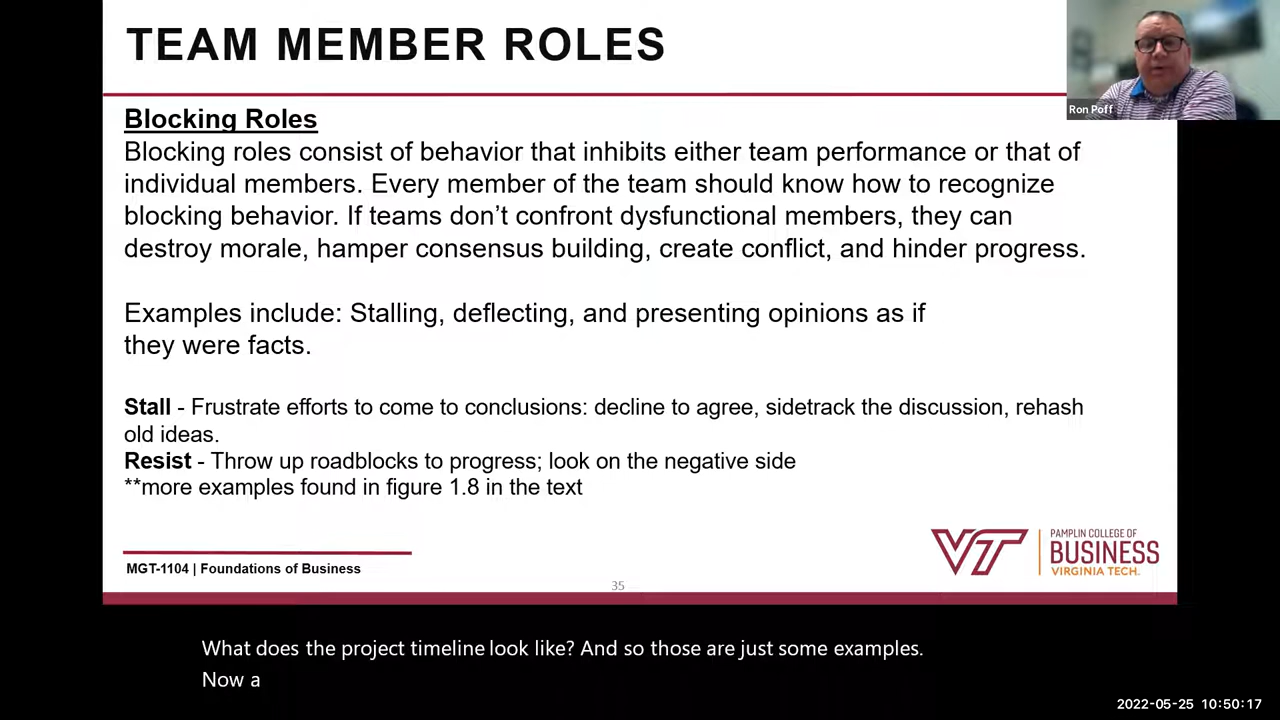 TEAM MEMBER ROLES
Ron Poff
Blocking Roles
Blocking roles consist of behavior that inhibits either team performance or that of
individual members. Every member of the team should know how to recognize
blocking behavior. If teams don’t confront dysfunctional members, they can
destroy morale, hamper consensus building, create conflict, and hinder progress.
Examples include: Stalling, deflecting, and presenting opinions as if
they were facts.
Stall - Frustrate efforts to come to conclusions: decline to agree, sidetrack the discussion, rehash
old ideas.
Resist - Throw up roadblocks to progress; look on the negative side
**more examples found in figure 1.8 in the text
VT
PAMPLIN COLLEGE OF
BUSINESS
VIRGINIA TECH.
MGT-1104 | Foundations of Business
35
What does the project timeline look like? And so those are just some examples.
Now a
2022-05-25 10:50:17